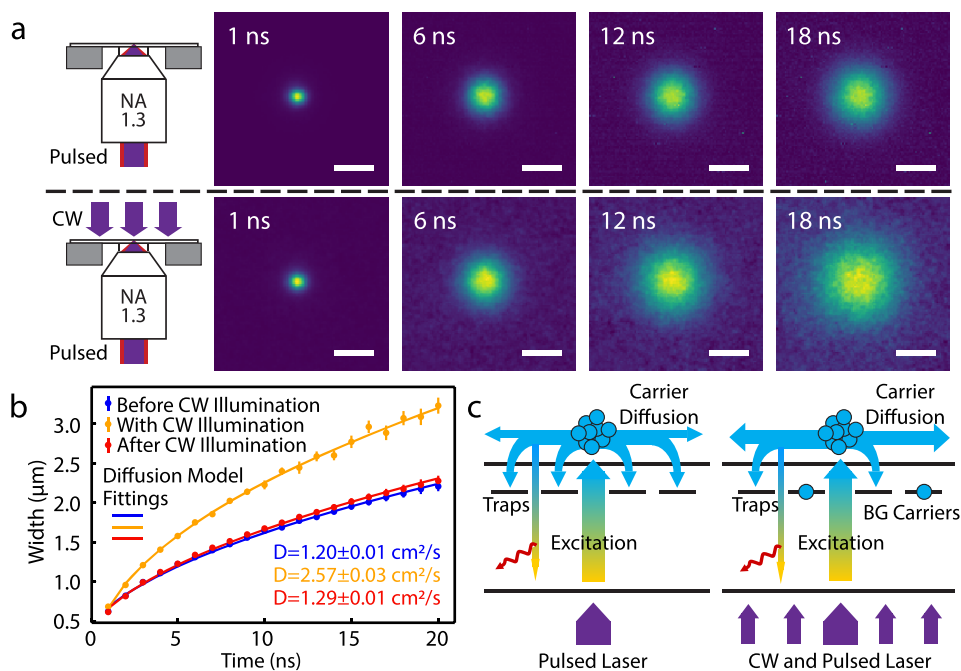 a
NA
1.3
Pulsed
1 ns
6 ns
12 ns
18 ns
CW
NA
1.3
Pulsed
1 ns
6 ns
12 ns
18 ns
b
Before CW Illumination
With CW Illumination
After CW Illumination
Diffusion Model
Fittings
D=1.20±0.01 cm²/s
D=2.57±0.03 cm²/s
D=1.29±0.01 cm²/s
Width (μm)
3.0
2.5
2.0
1.5
1.0
0.5
0
5
10
15
20
Time (ns)
c
Carrier
Diffusion
Traps
Excitation
Pulsed Laser
Carrier
Diffusion
Traps
BG Carriers
Excitation
CW and Pulsed Laser